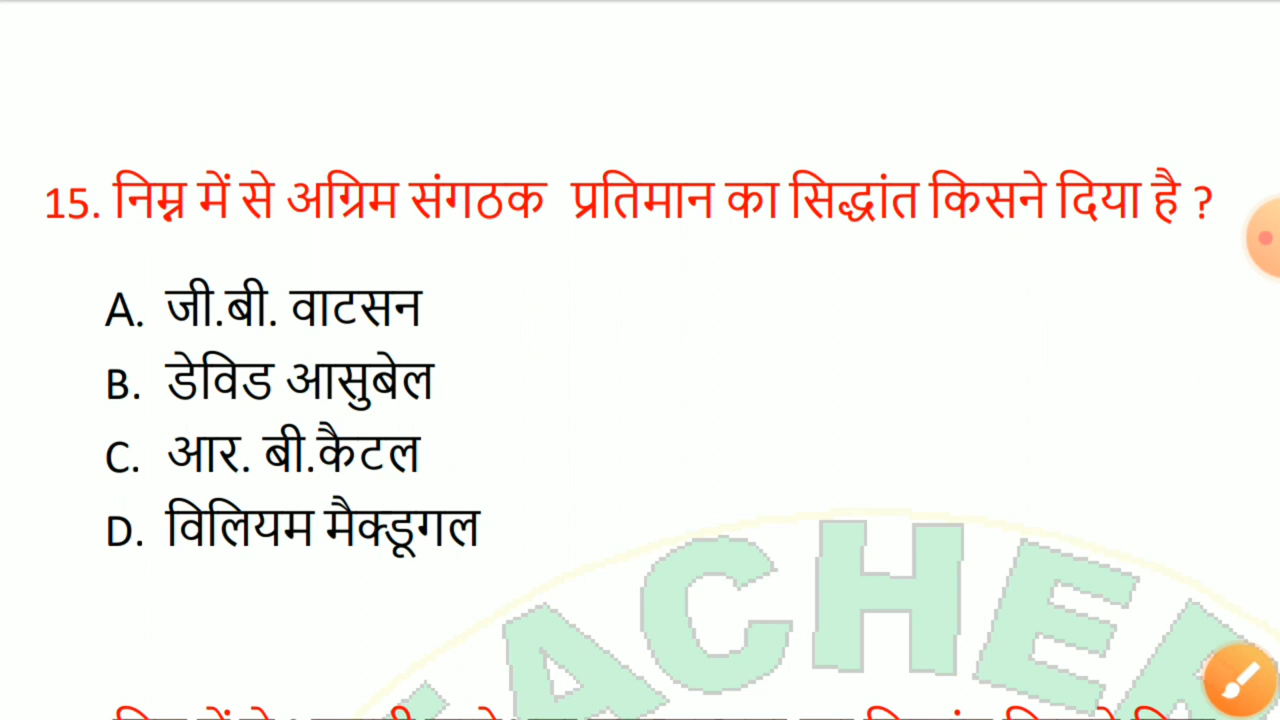 15. निम्न में से अग्रिम संगठक प्रतिमान का सिद्धांत किसने दिया है ?
A. जी.बी. वाटसन
B. डेविड आसुबेल
C. आर. बी.कैटल
D. विलियम मैक्डूगल